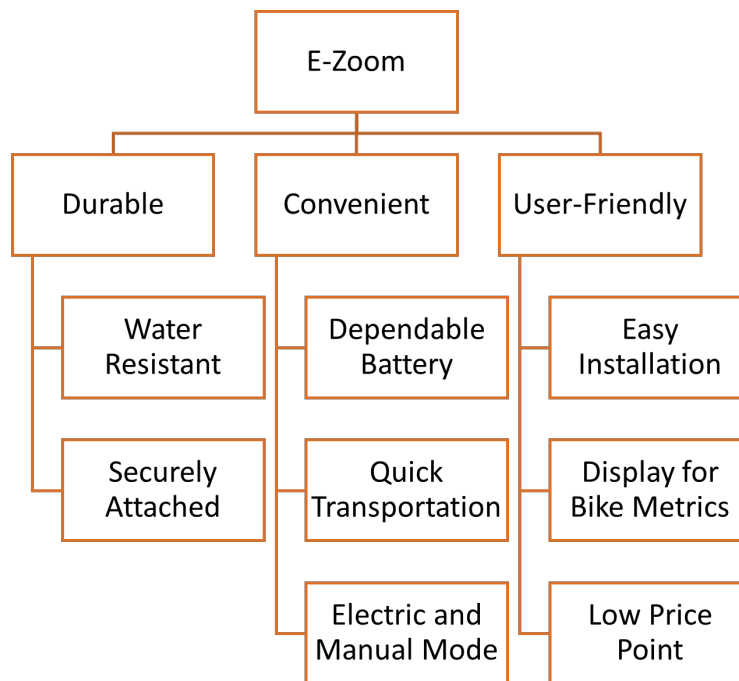 E-Zoom
Durable
Convenient
User-Friendly
Water
Resistant
Dependable
Battery
Easy
Installation
Securely
Attached
Quick
Transportation
Display for
Bike Metrics
Electric and
Manual Mode
Low Price
Point